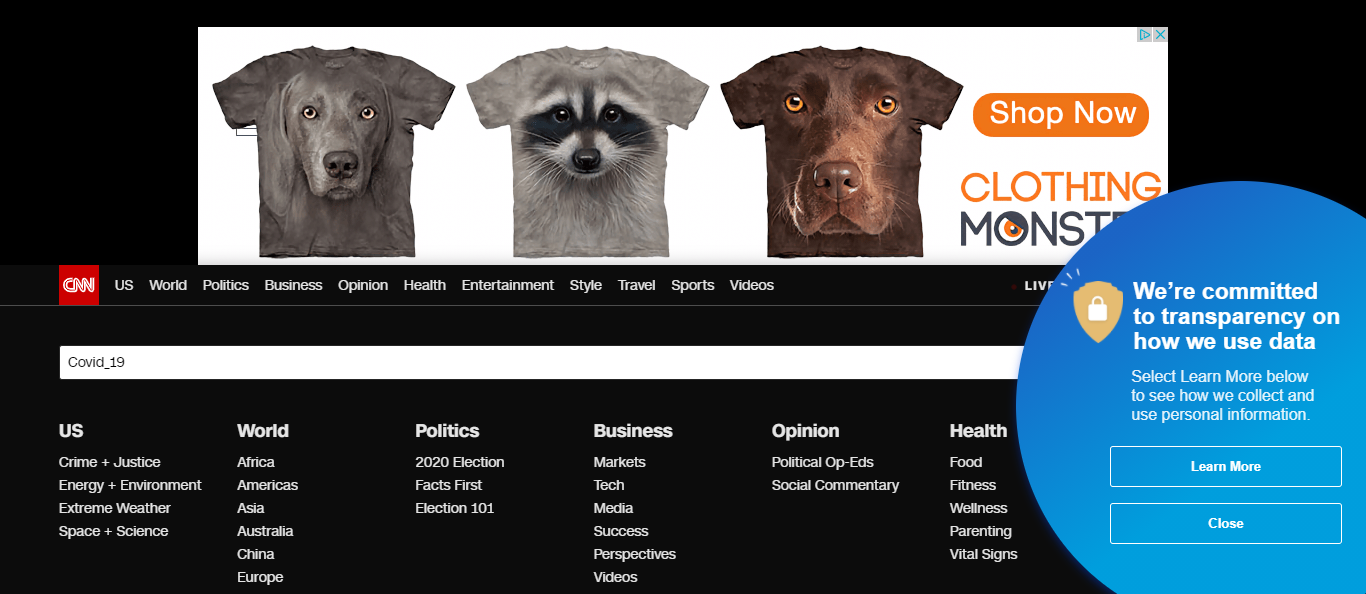 Shop Now
CLOTHING
CNN
US World Politics Business Opinion Health Entertainment Style Travel Sports Videos
We're committed
to transparency on
how we use data
Covid_19
Select Learn More below
to see how we collect and
use personal information.
Learn More
Close
US
Crime + Justice
Energy + Environment
Extreme Weather
Space + Science
World
Africa
Americas
Asia
Australia
China
Europe
Politics
2020 Election
Facts First
Election 101
Business
Markets
Tech
Media
Success
Perspectives
Videos
Opinion
Political Op-Eds
Social Commentary
Health
Food
Fitness
Wellness
Parenting
Vital Signs